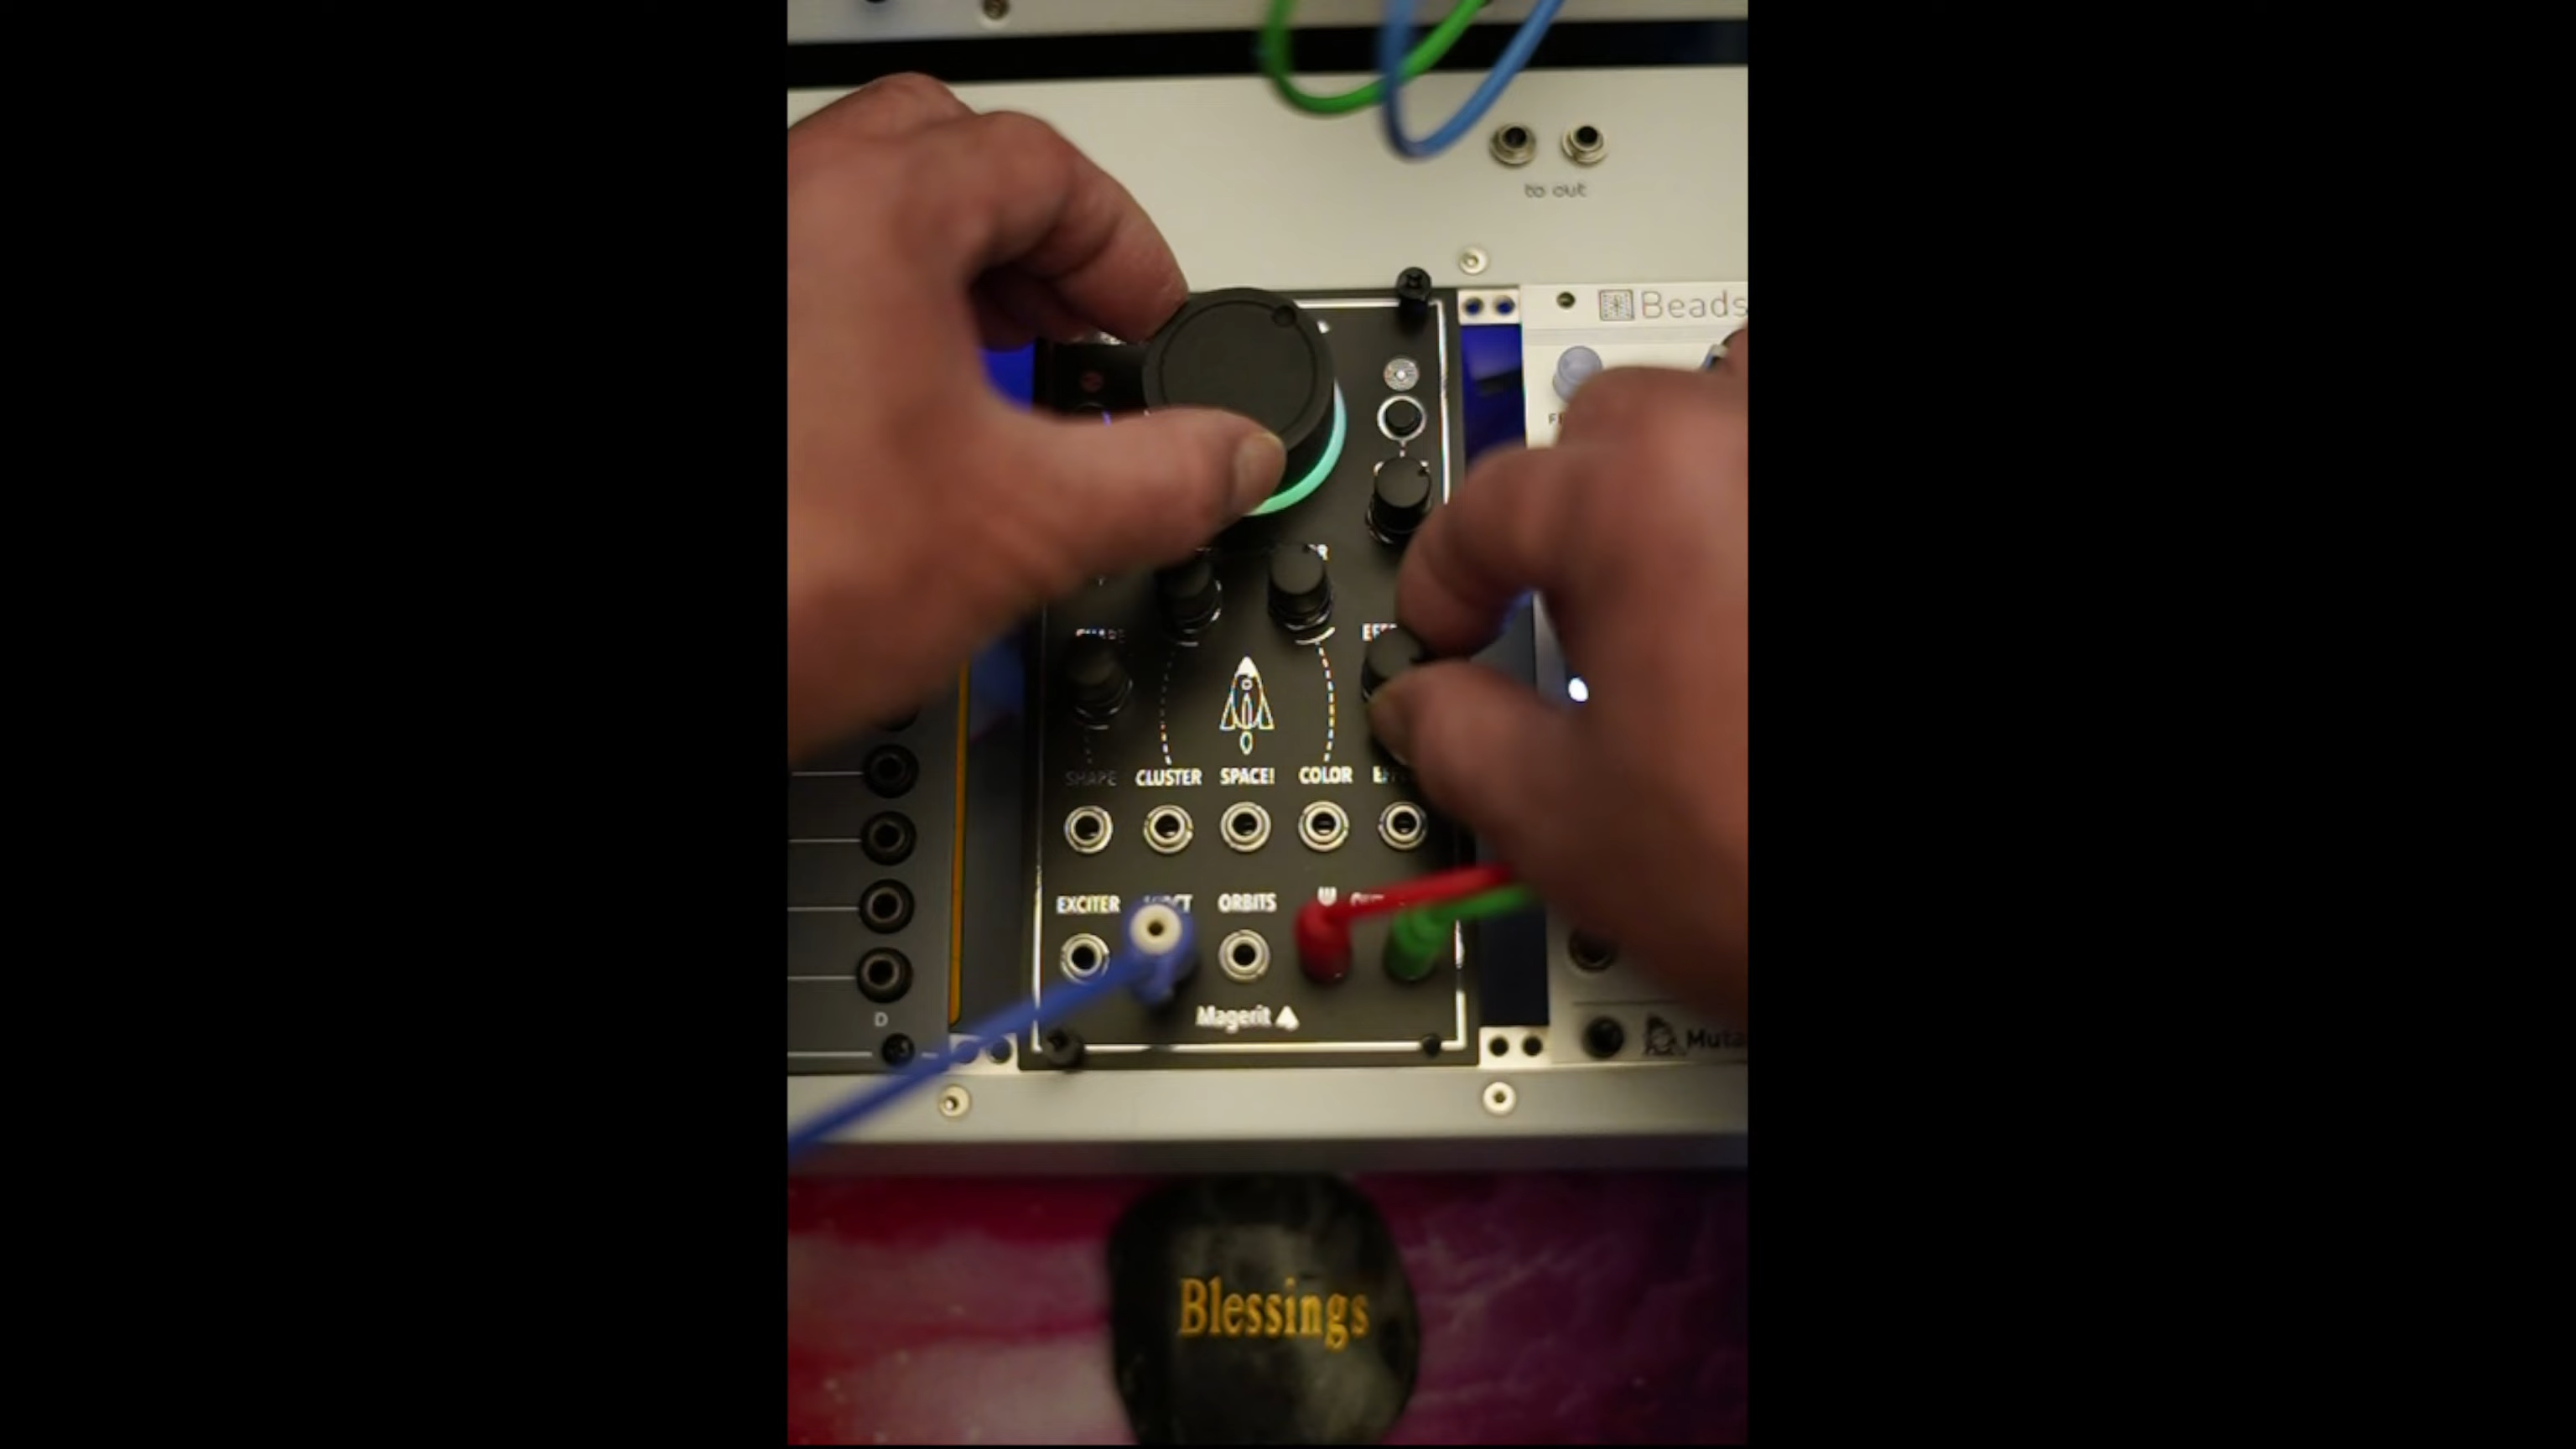 to out
Beads
SHAPE CLUSTER SPACE! COLOR
EXCITER ORBITS
Magerit
D
Blessings